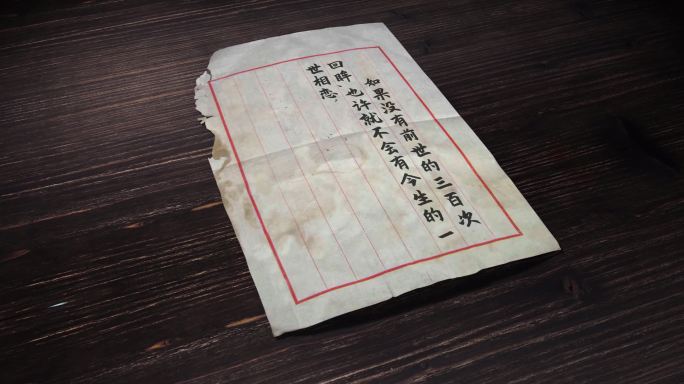 如果没有前世的三百次
回眸，也许就不会有今生的一
世相恋，